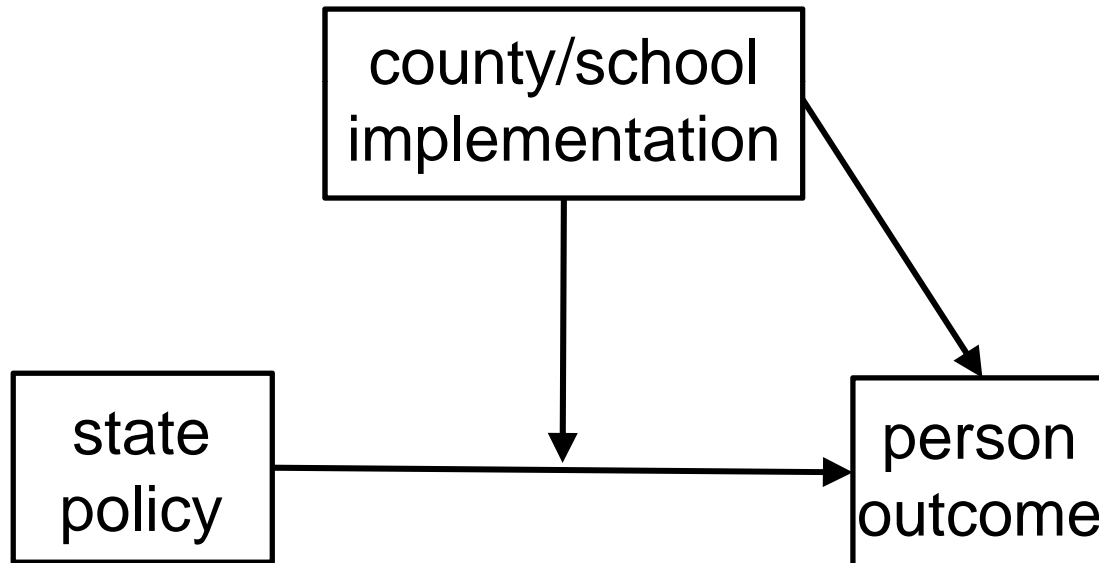 county/school
implementation
state
policy
person
outcome